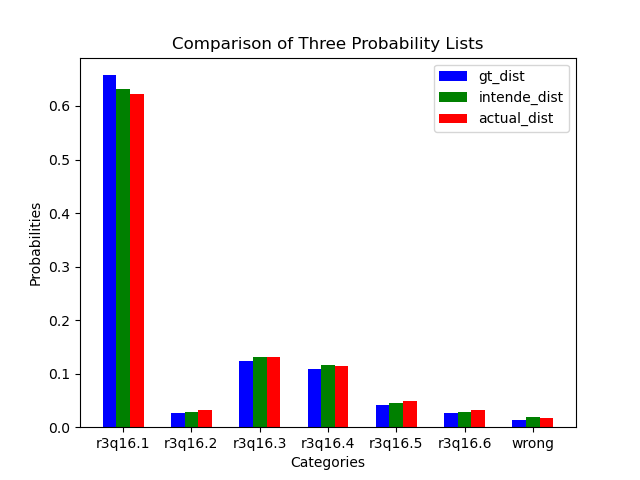 Comparison of Three Probability Lists
gt_dist
intende_dist
actual_dist
Probabilities
0.6
0.5
0.4
0.3
0.2
0.1
0.0
r3q16.1 r3q16.2 r3q16.3 r3q16.4 r3q16.5 r3q16.6 wrong
Categories